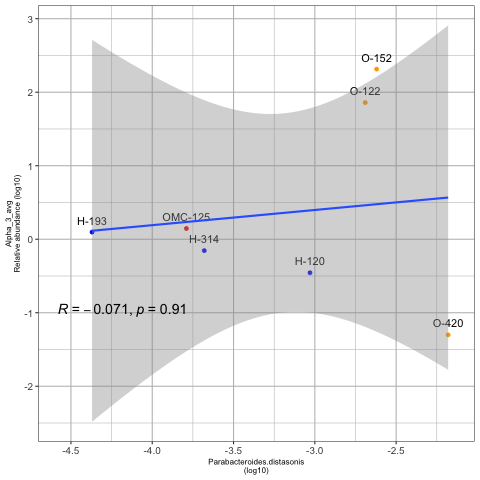 3
O-152
O-122
2
1
OMC-125
H-193
H-314
0
H-120
R = −0.071, p = 0.91
-1
O-420
-2
Alpha_3_avg
Relative abundante (log10)
-4.5 -4.0 -3.5 -3.0 -2.5
Parabacteroides.distasonis
(log10)